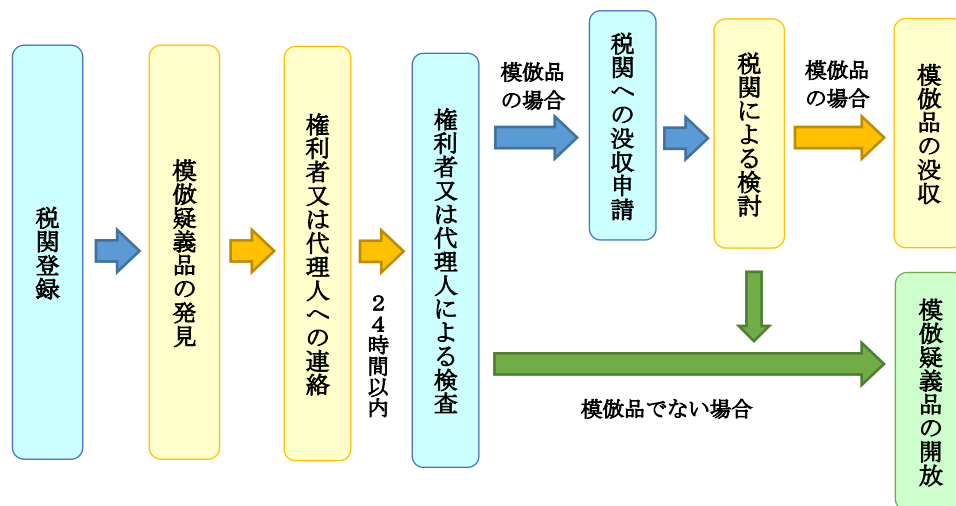 税関登録
模倣疑義品の発見
権利者又は代理人への連絡
２４時間以内
権利者又は代理人による検査
模倣品
の場合
税関への没収申請
税関による検討
模倣品
の場合
模倣品の没収
模倣品でない場合
模倣疑義品の開放